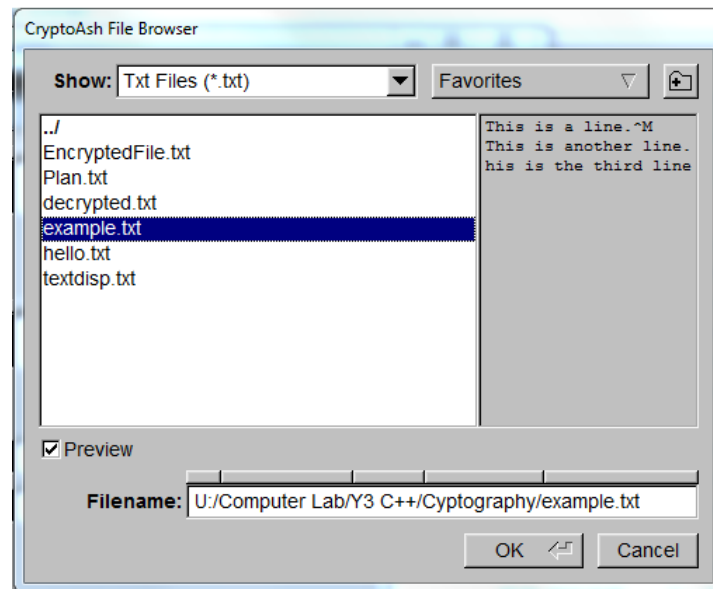 CryptoAsh File Browser
Show: Txt Files (*.txt) Favorites
../
EncryptedFile.txt
Plan.txt
decrypted.txt
example.txt
hello.txt
textdisp.txt
This is a line.^M
This is another line.
his is the third line
Preview
Filename: U:/Computer Lab/Y3 C++/Cyptography/example.txt
OK Cancel